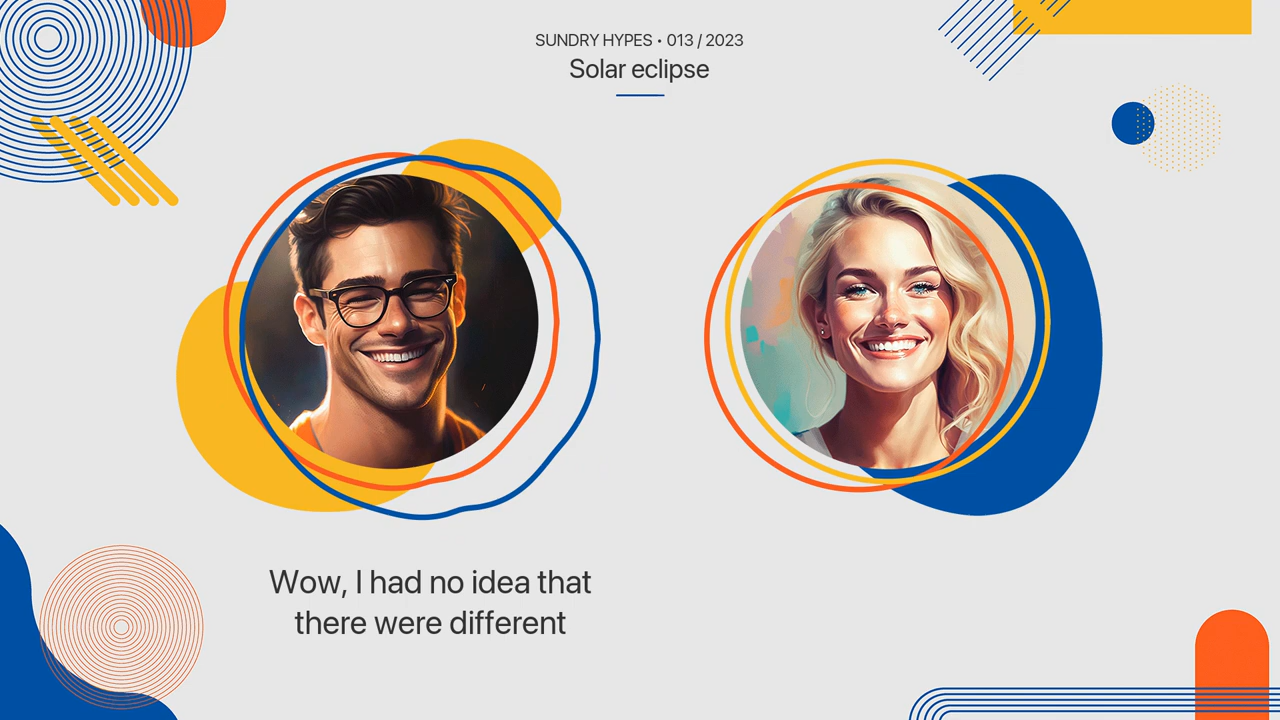 SUNDRY HYPES • 013 / 2023
Solar eclipse
Wow, I had no idea that
there were different